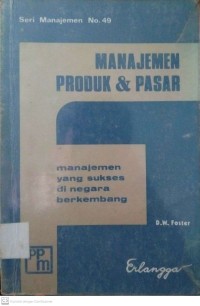 Seri Manajemen No. 49
MANAJEMEN
PRODUK & PASAR
manajemen
yang sukses
di negara
berkembang
D.W. Foster
ppm
Erlangga